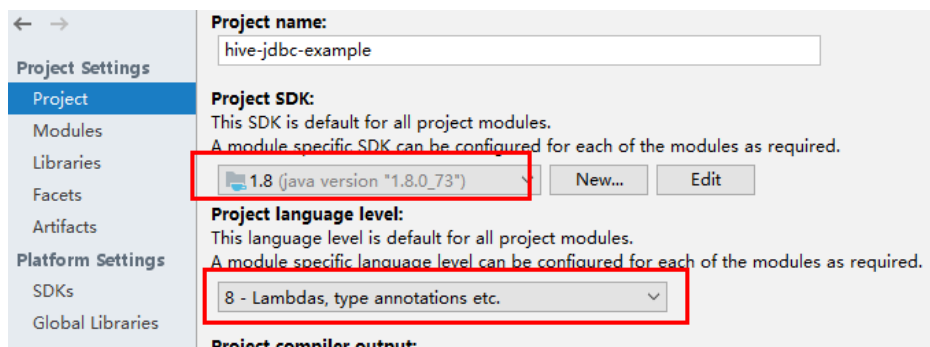 Project name:
hive-jdbc-example
Project Settings
Project
Modules
Libraries
Facets
Artifacts
Platform Settings
SDKs
Global Libraries
Project SDK:
This SDK is default for all project modules.
A module specific SDK can be configured for each of the modules as required.
1.8 (java version "1.8.0_73")
New...
Edit
Project language level:
This language level is default for all project modules.
A module specific language level can be configured for each of the modules as required.
8 - Lambdas, type annotations etc.
Project compiler output: